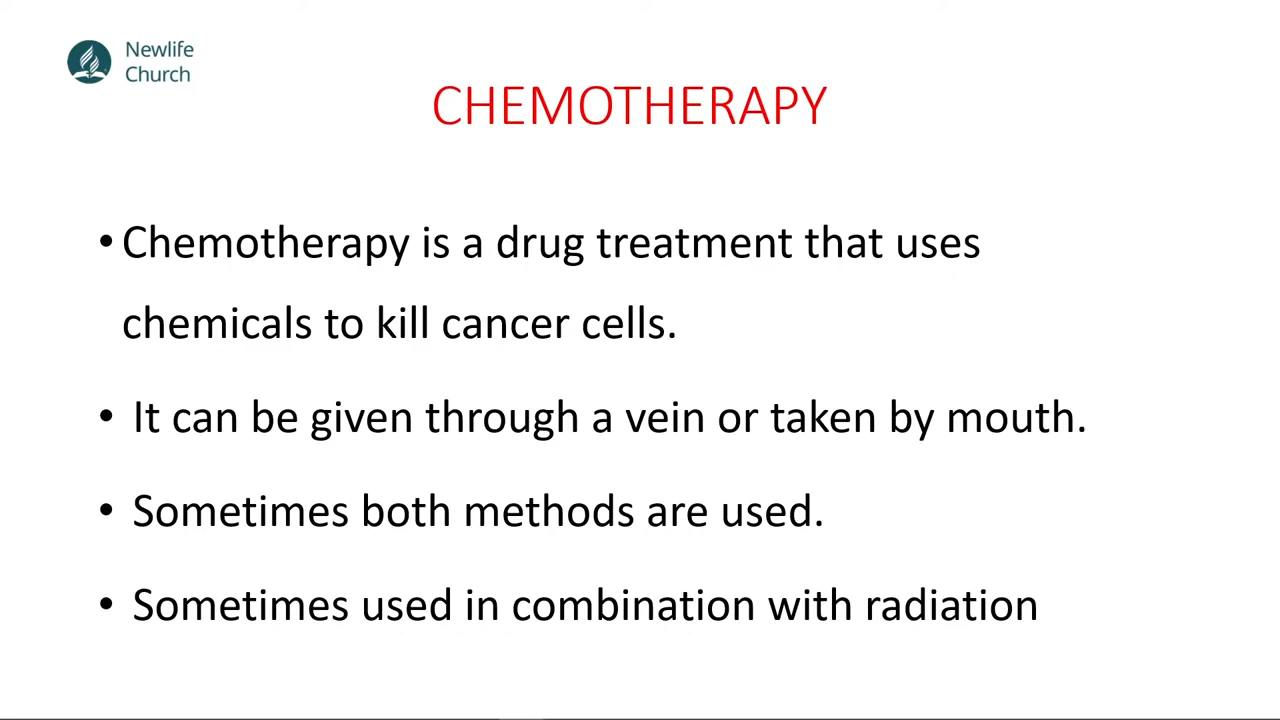 Newlife
Church
CHEMOTHERAPY
• Chemotherapy is a drug treatment that uses
chemicals to kill cancer cells.
• It can be given through a vein or taken by mouth.
• Sometimes both methods are used.
• Sometimes used in combination with radiation